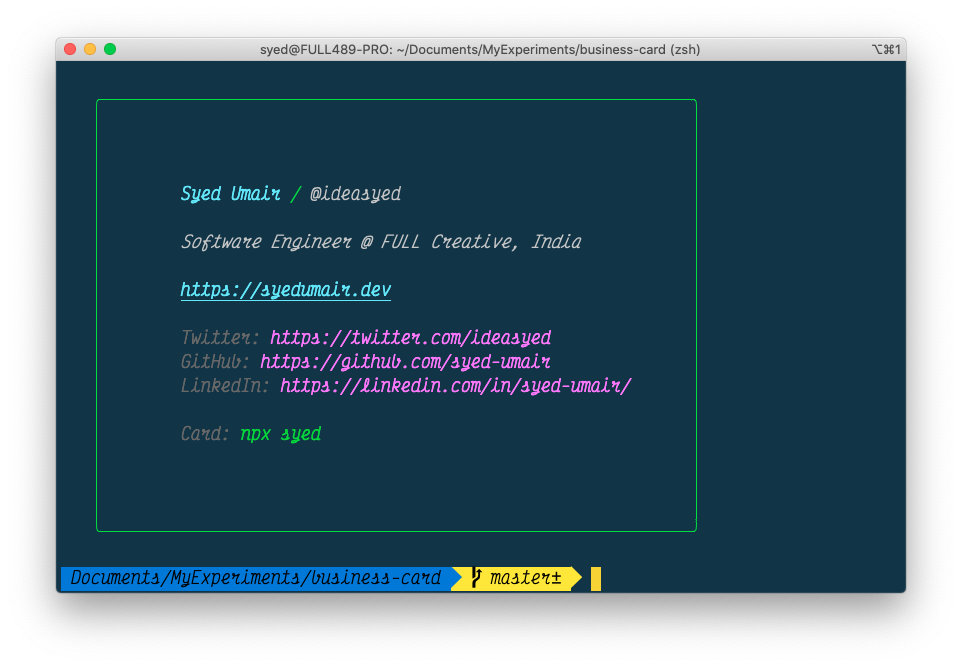 syed@FULL489-PRO: ~/Documents/MyExperiments/business-card (zsh)
⌥⌘1
Syed Umair / @ideasyed
Software Engineer @ FULL Creative, India
https://syedumair.dev
Twitter: https://twitter.com/ideasyed
GitHub: https://github.com/syed-umair
LinkedIn: https://linkedin.com/in/syed-umair/
Card: npx syed
Documents/MyExperiments/business-card
master±